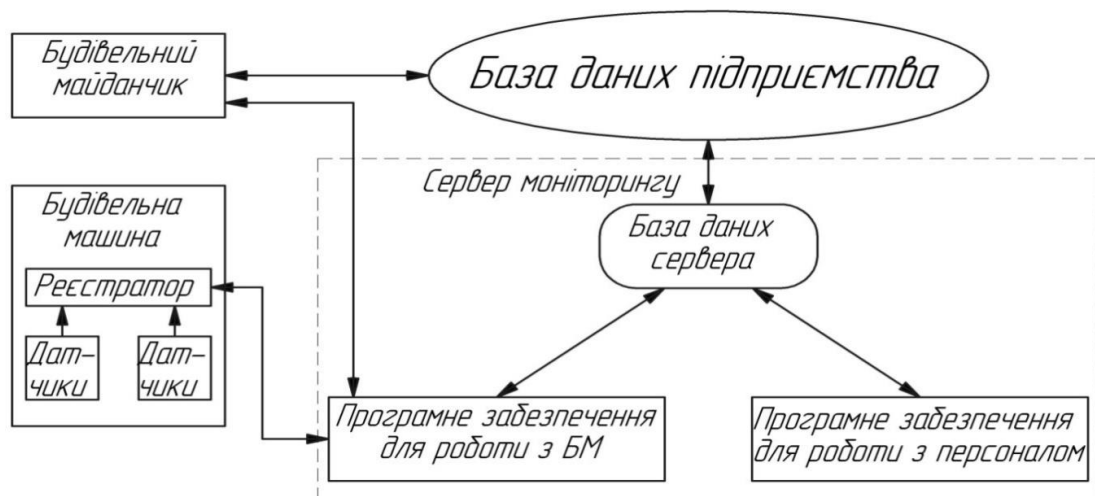 Будівельний
майданчик
База даних підприємства
Сервер моніторингу
База даних
сервера
Будівельна
машина
Реєстратор
Дат-
чики
Дат-
чики
Програмне забезпечення
для роботи з БМ
Програмне забезпечення
для роботи з персоналом